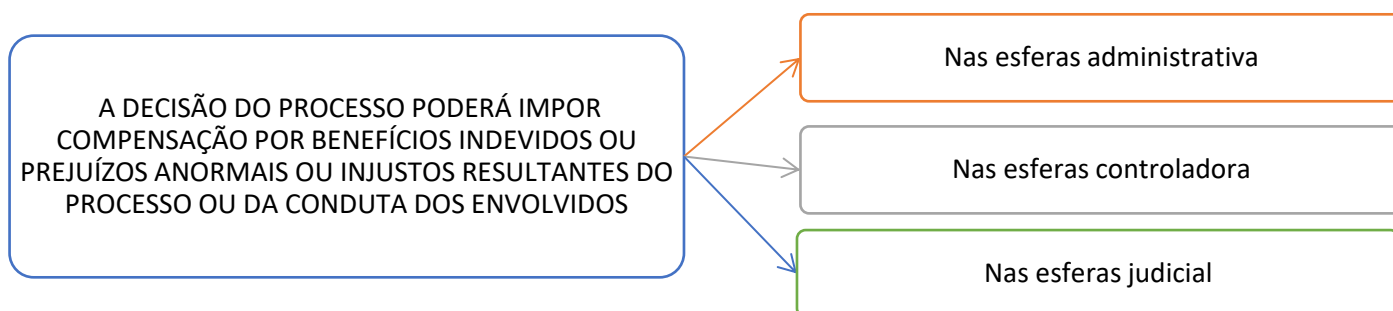 A DECISÃO DO PROCESSO PODERÁ IMPOR
COMPENSAÇÃO POR BENEFÍCIOS INDEVIDOS OU
PREJUÍZOS ANORMAIS OU INJUSTOS RESULTANTES DO
PROCESSO OU DA CONDUTA DOS ENVOLVIDOS
Nas esferas administrativa
Nas esferas controladora
Nas esferas judicial